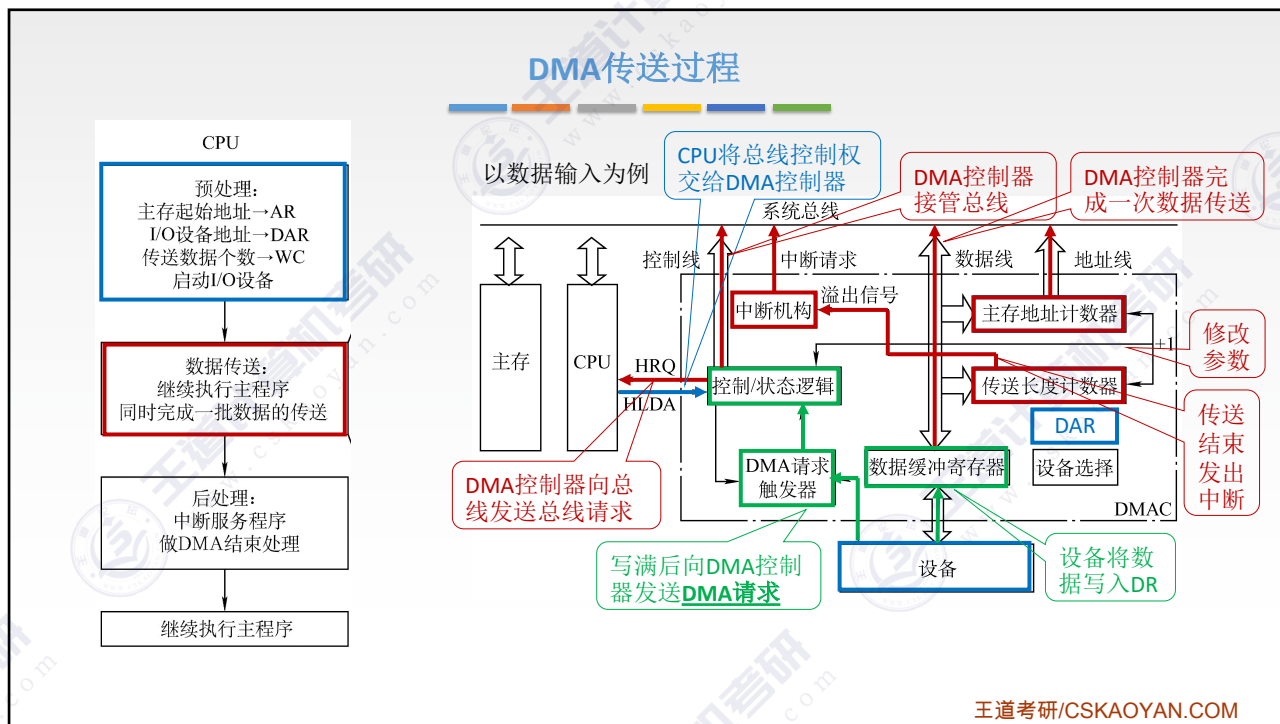 DMA传送过程
CPU
预处理：
主存起始地址→AR
I/O设备地址→DAR
传送数据个数→WC
启动I/O设备
数据传送：
继续执行主程序
同时完成一批数据的传送
后处理：
中断服务程序
做DMA结束处理
继续执行主程序
以数据输入为例
CPU将总线控制权
交给DMA控制器
DMA控制器
接管总线
DMA控制器完
成一次数据传送
系统总线
控制线
中断请求
数据线
地址线
溢出信号
中断机构
主存地址计数器
+1
修改
参数
主存
CPU
HRQ
HLDA
控制/状态逻辑
传送长度计数器
DAR
传送
结束
发出
中断
DMA请求
触发器
数据缓冲寄存器
设备选择
DMAC
DMA控制器向总
线发送总线请求
写满后向DMA控制
器发送DMA请求
设备
设备将数
据写入DR
王道考研/CSKAOYAN.COM
王道计算机考研
www.cskaoyan.com